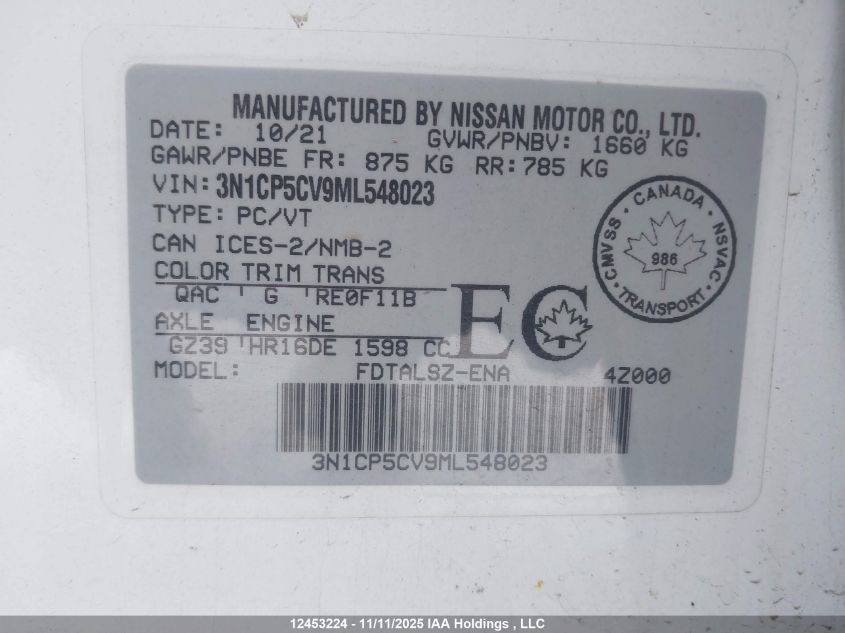 MANUFACTURED BY NISSAN MOTOR CO., LTD.
DATE: 10/21 GVWR/PNBV: 1660 KG
GAWR/PNBE FR: 875 KG RR: 785 KG
VIN: 3N1CP5CV9ML548023
TYPE: PC/VT
CAN ICES-2/NMB-2
COLOR TRIM TRANS
QAC G RE0F11B
AXLE ENGINE
GZ39 HR16DE 1598 CC
EC
MODEL: FDTALSZ-ENA 4Z000
3N1CP5CV9ML548023
CANADA
CMVSS NSVAC
986
TRANSPORT
12453224 - 11/11/2025 IAA Holdings , LLC